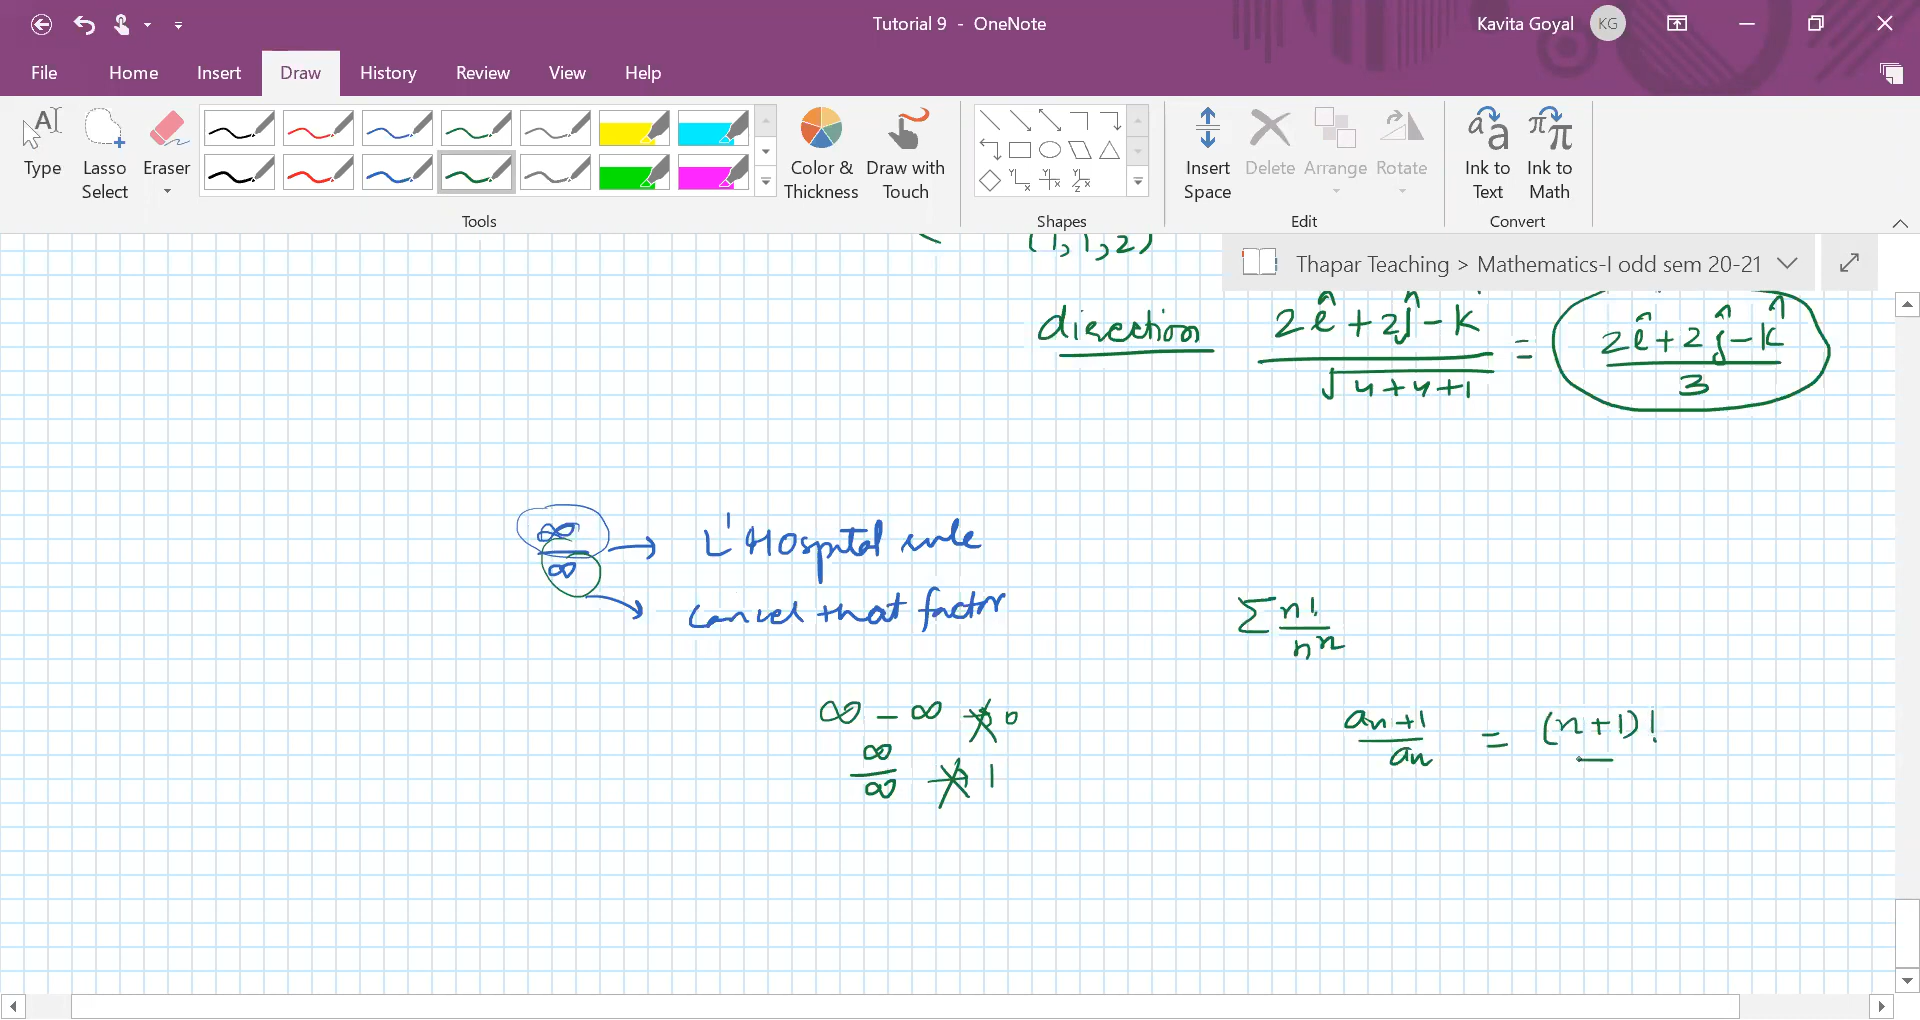 Tutorial 9 - OneNote
Kavita Goyal KG
File Home Insert Draw History Review View Help
Type
Lasso Select
Eraser
Color & Thickness
Draw with Touch
Insert Space
Delete
Arrange
Rotate
Ink to Text
Ink to Math
Tools
Shapes
Edit
Convert
Thapar Teaching > Mathematics-I odd sem 20-21
(1,1,2)
direction (2î+2ĵ-k)/√(4+4+1) = (2î+2ĵ-k̂)/3
∞/∞ → L'Hospital rule
→ cancel that factor
∑ n!/n^n
∞ - ∞ ≠ 0
∞/∞ ≠ 1
an+1/an = (n+1)!